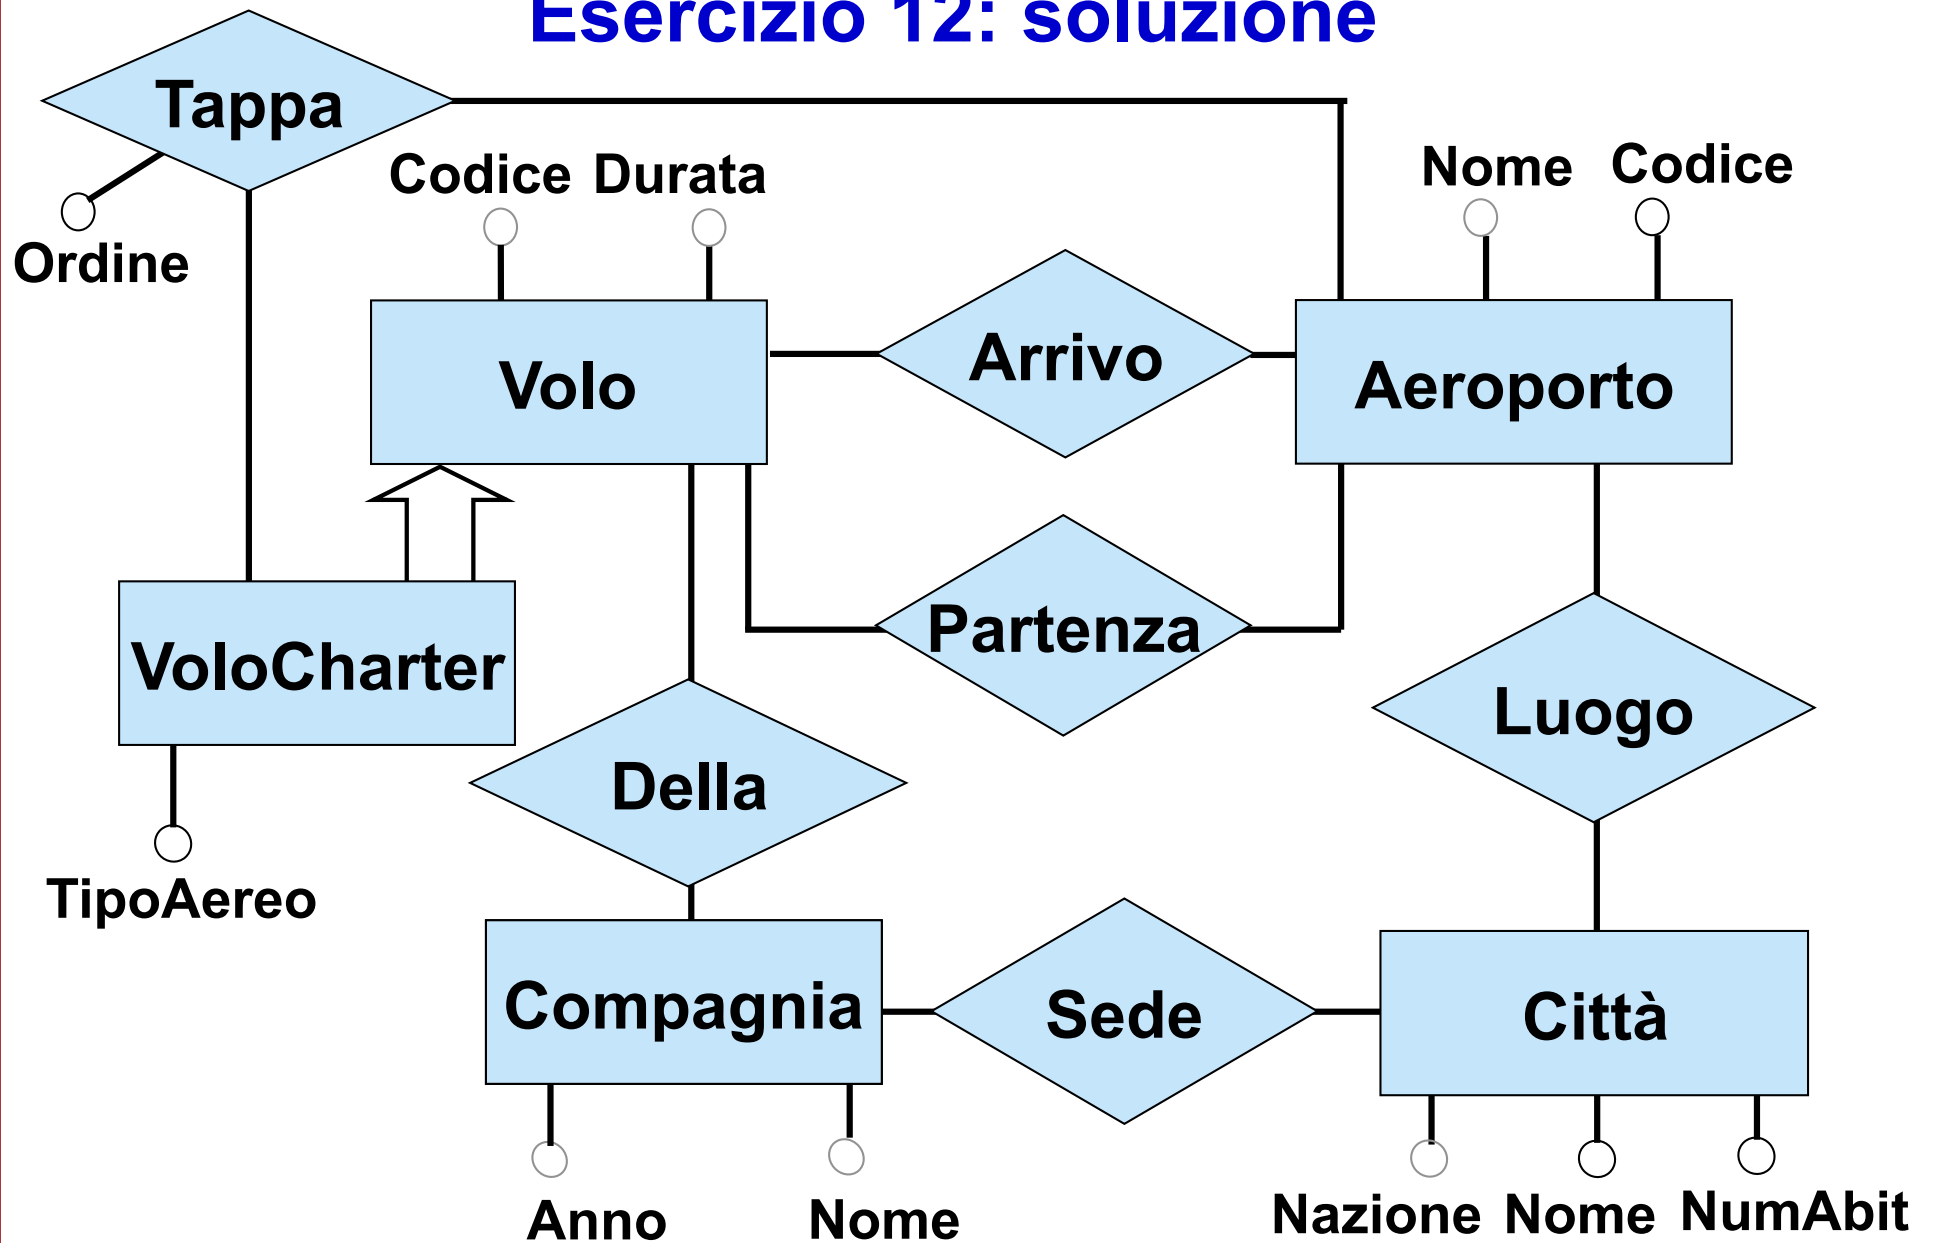 Esercizio 12: soluzione
Tappa
Codice Durata
Nome Codice
Ordine
Volo
Arrivo
Aeroporto
Partenza
VoloCharter
Luogo
Della
TipoAereo
Compagnia
Sede
Città
Anno
Nome
Nazione Nome NumAbit